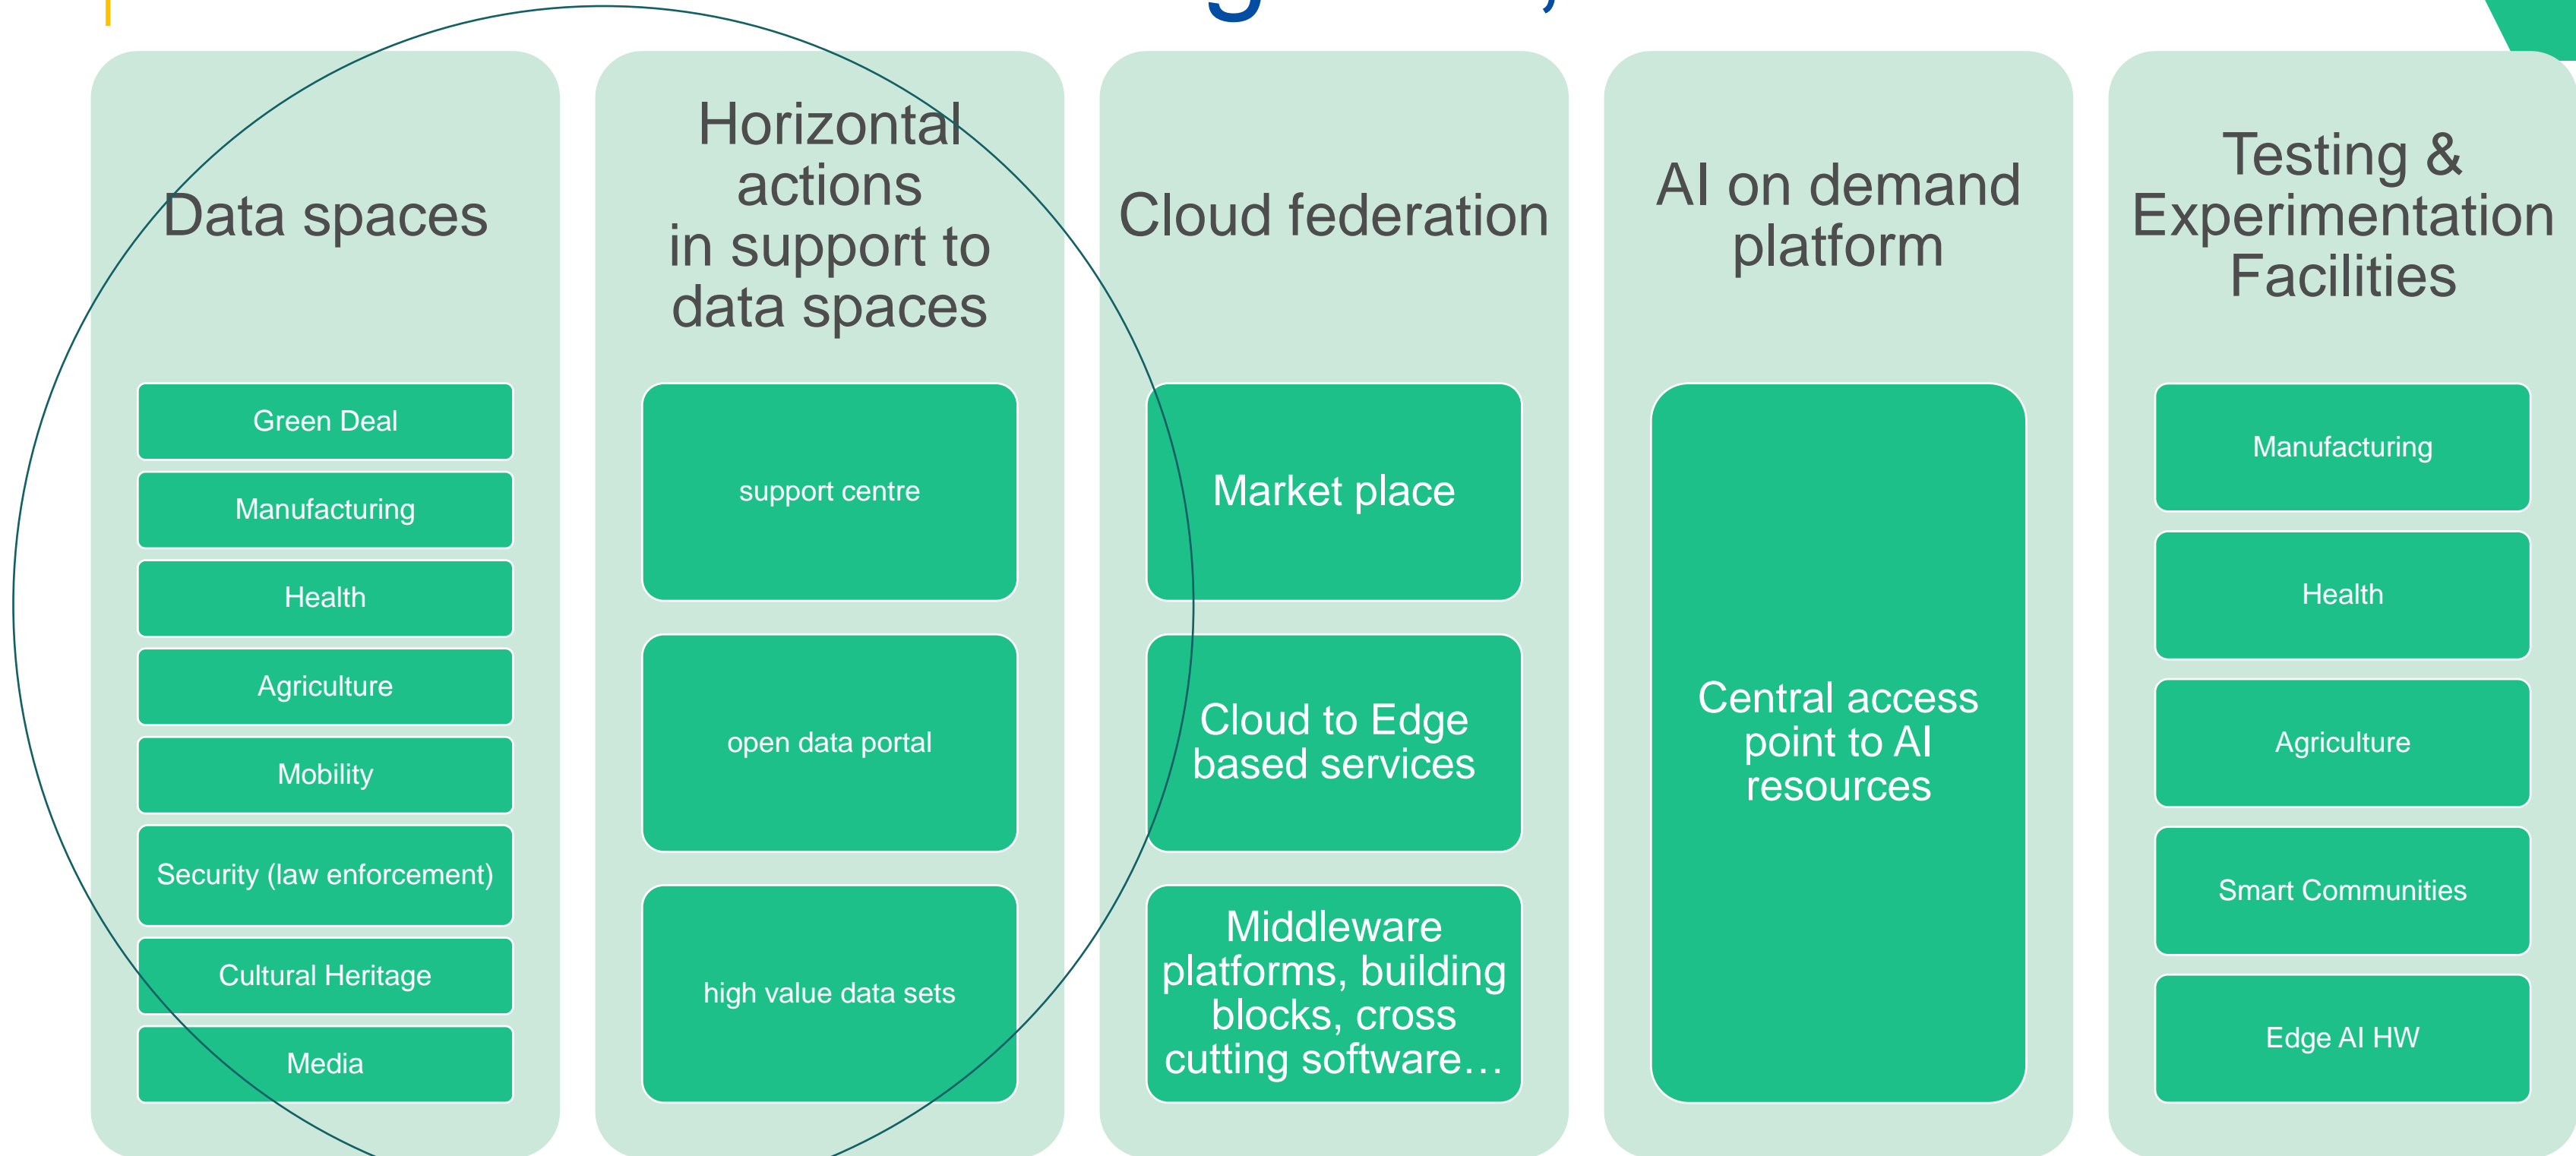 Data spaces
Green Deal
Manufacturing
Health
Agriculture
Mobility
Security (law enforcement)
Cultural Heritage
Media
Horizontal
actions
in support to
data spaces
support centre
open data portal
high value data sets
Cloud federation
Market place
Cloud to Edge
based services
Middleware
platforms, building
blocks, cross
cutting software…
AI on demand
platform
Central access
point to AI
resources
Testing &
Experimentation
Facilities
Manufacturing
Health
Agriculture
Smart Communities
Edge AI HW